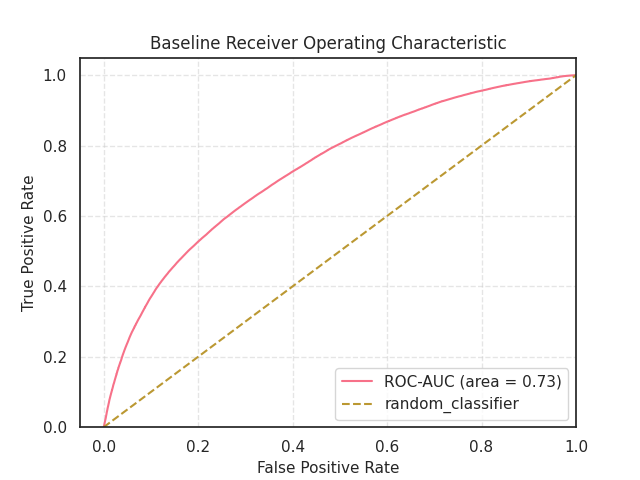 Baseline Receiver Operating Characteristic
True Positive Rate
1.0
0.8
0.6
0.4
0.2
0.0
0.0 0.2 0.4 0.6 0.8 1.0
False Positive Rate
ROC-AUC (area = 0.73)
random_classifier